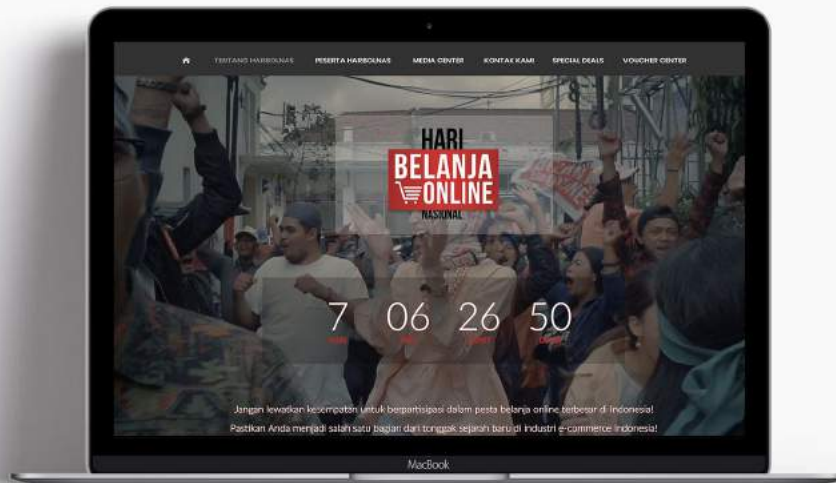 TENTANG HARBOLNAS PESERTA HARBOLNAS MEDIA CENTER KONTAK KAMI SPECIAL DEALS VOUCHER CENTER
HARI
BELANJA
ONLINE
NASIONAL
7 06 26 50
HARI
Jangan lewatkan kesempatan untuk berpartisipasi dalam pesta belanja online terbesar di Indonesia!
Pastikan Anda menjadi salah satu bagian dari tonggak sejarah baru di industri e-commerce Indonesia!
MacBook